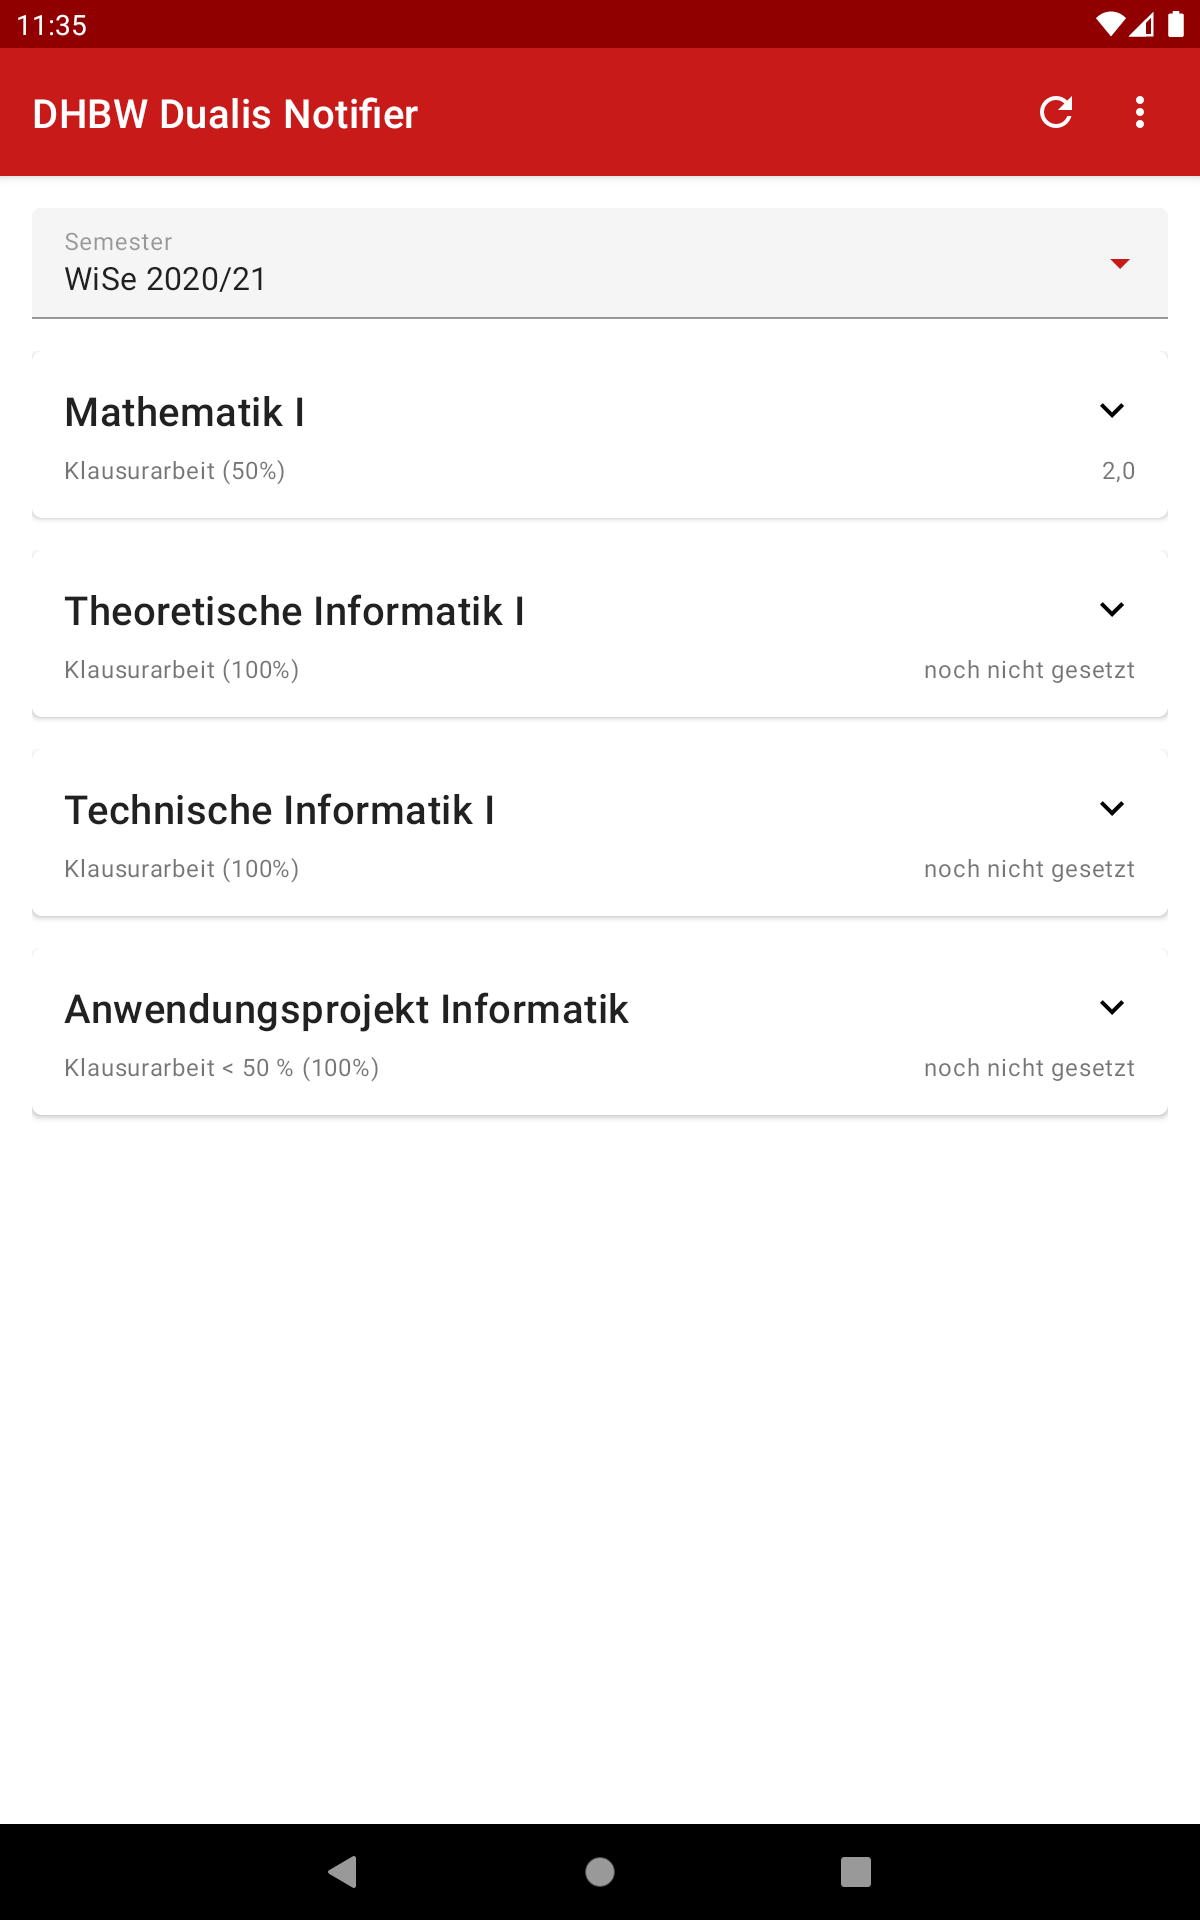 11:35
DHBW Dualis Notifier
Semester
WiSe 2020/21
Mathematik I
Klausurarbeit (50%) 2,0
Theoretische Informatik I
Klausurarbeit (100%) noch nicht gesetzt
Technische Informatik I
Klausurarbeit (100%) noch nicht gesetzt
Anwendungsprojekt Informatik
Klausurarbeit < 50 % (100%) noch nicht gesetzt